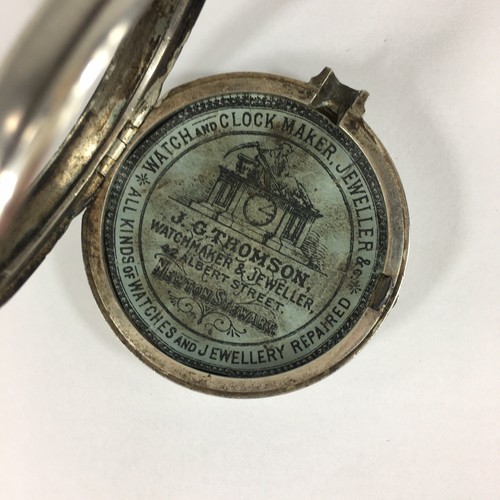 WATCH AND CLOCK MAKER, JEWELLER &c
ALL KINDS OF WATCHES AND JEWELLERY REPAIRED
J. G. THOMSON,
WATCHMAKER & JEWELLER,
42 ALBERT STREET
NEWTON STEWART